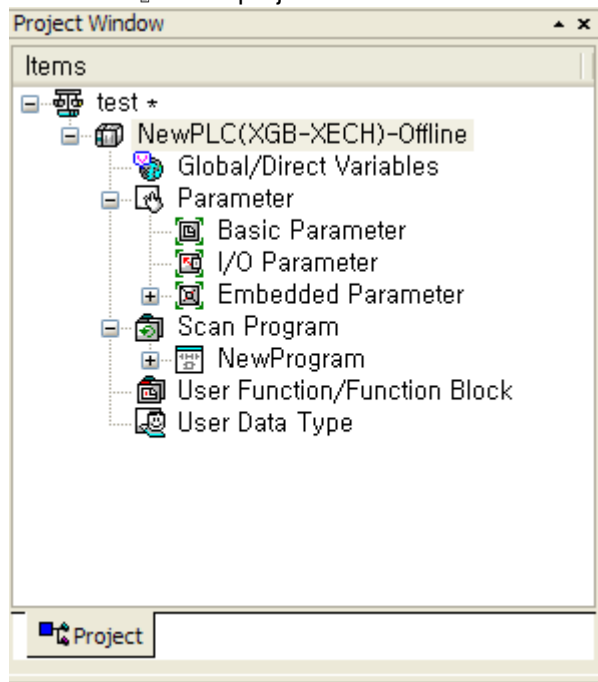 Project Window
Items
test *
NewPLC(XGB-XECH)-Offline
Global/Direct Variables
Parameter
Basic Parameter
I/O Parameter
Embedded Parameter
Scan Program
NewProgram
User Function/Function Block
User Data Type
Project